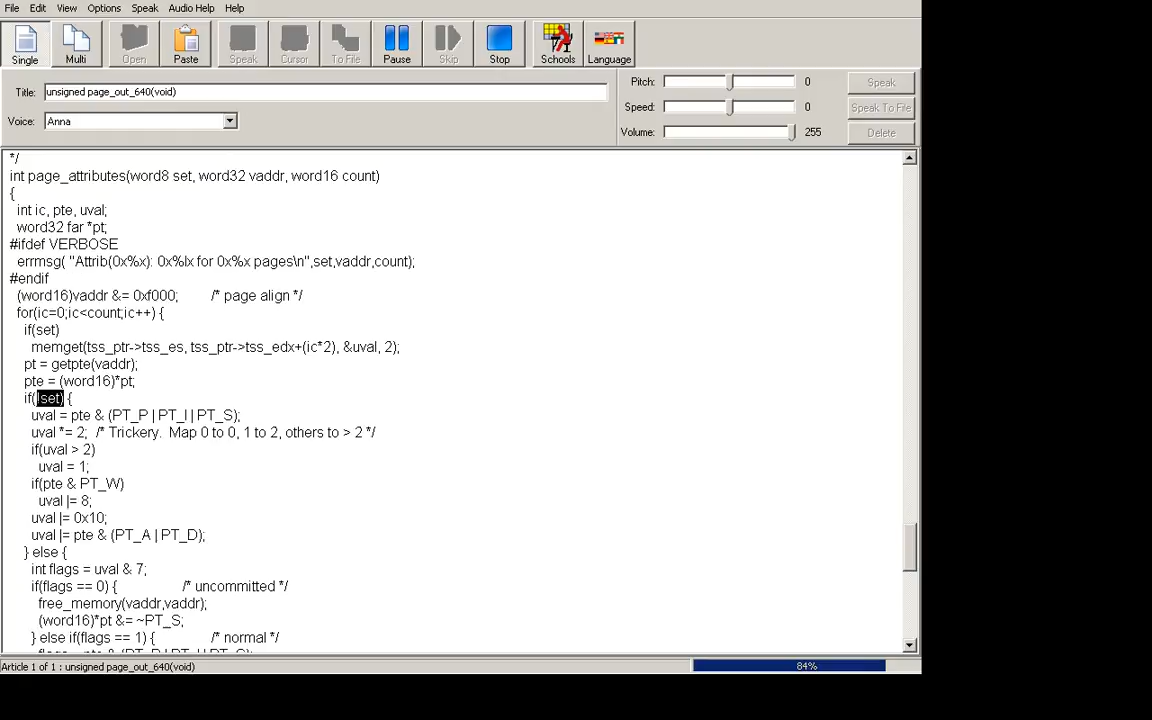 File Edit View Options Speak Audio Help Help
Single Multi Open Paste Speak Cursor To File Pause Skip Stop Schools Language
Title: unsigned page_out_640(void)
Voice: Anna
Pitch: 0 Speak
Speed: 0 Speak To File
Volume: 255 Delete
*/
int page_attributes(word8 set, word32 vaddr, word16 count)
{
int ic, pte, uval;
word32 far *pt;
#ifdef VERBOSE
errmsg( "Attrib(0x%x): 0x%lx for 0x%x pages\n",set,vaddr,count);
#endif
(word16)vaddr &= 0xf000; /* page align */
for(ic=0;ic<count;ic++) {
if(set)
memget(tss_ptr->tss_es, tss_ptr->tss_edx+(ic*2), &uval, 2);
pt = getpte(vaddr);
pte = (word16)*pt;
if(!set) {
uval = pte & (PT_P | PT_I | PT_S);
uval *= 2; /* Trickery. Map 0 to 0, 1 to 2, others to > 2 */
if(uval > 2)
uval = 1;
if(pte & PT_W)
uval |= 8;
uval |= 0x10;
uval |= pte & (PT_A | PT_D);
} else {
int flags = uval & 7;
if(flags == 0) { /* uncommitted */
free_memory(vaddr,vaddr);
(word16)*pt &= ~PT_S;
} else if(flags == 1) { /* normal */
Article 1 of 1 : unsigned page_out_640(void) 84%